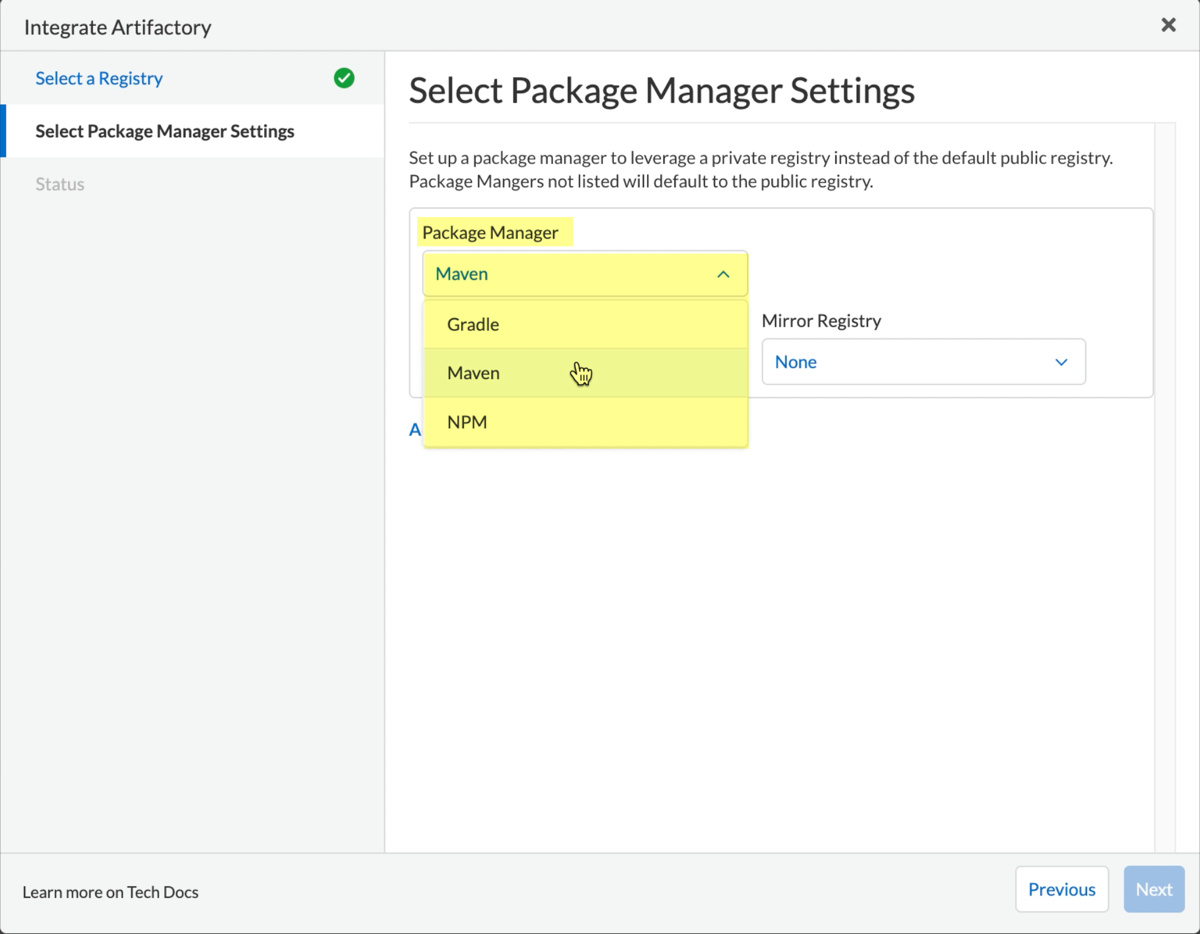 Integrate Artifactory
Select a Registry
Select Package Manager Settings
Status
Select Package Manager Settings
Set up a package manager to leverage a private registry instead of the default public registry.
Package Mangers not listed will default to the public registry.
Package Manager
Maven
Gradle
Maven
NPM
Mirror Registry
None
A
Learn more on Tech Docs
Previous
Next